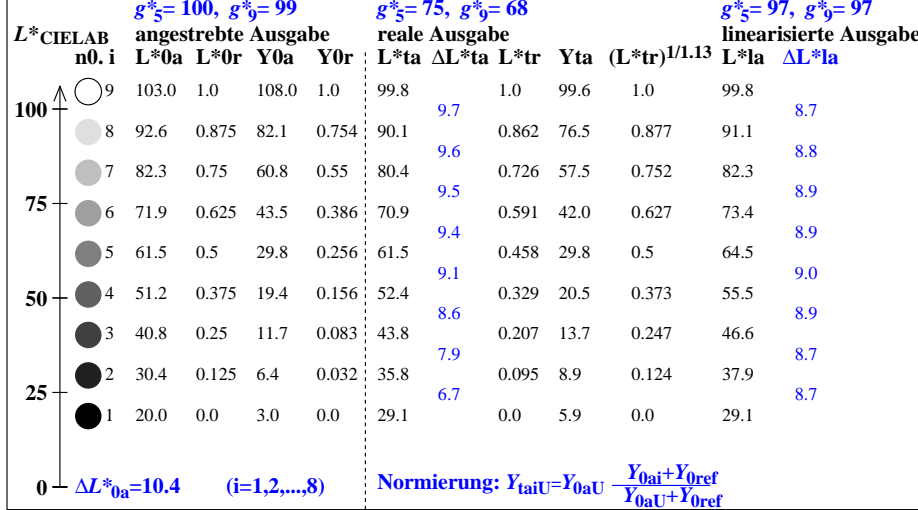 g*5= 100, g*9= 99 g*5= 75, g*9= 68 g*5= 97, g*9= 97
L*CIELAB angestrebte Ausgabe reale Ausgabe linearisierte Ausgabe
n0. i L*0a L*0r Y0a Y0r L*ta ΔL*ta L*tr Yta (L*tr)1/1.13 L*la ΔL*la
9 103.0 1.0 108.0 1.0 99.8 1.0 99.6 1.0 99.8
100 9.7 8.7
8 92.6 0.875 82.1 0.754 90.1 0.862 76.5 0.877 91.1
9.6 8.8
7 82.3 0.75 60.8 0.55 80.4 0.726 57.5 0.752 82.3
75 9.5 8.9
6 71.9 0.625 43.5 0.386 70.9 0.591 42.0 0.627 73.4
9.4 8.9
5 61.5 0.5 29.8 0.256 61.5 0.458 29.8 0.5 64.5
9.1 9.0
50 4 51.2 0.375 19.4 0.156 52.4 0.329 20.5 0.373 55.5
8.6 8.9
3 40.8 0.25 11.7 0.083 43.8 0.207 13.7 0.247 46.6
7.9 8.7
2 30.4 0.125 6.4 0.032 35.8 0.095 8.9 0.124 37.9
25 6.7 8.7
1 20.0 0.0 3.0 0.0 29.1 0.0 5.9 0.0 29.1
0 ΔL*0a=10.4 (i=1,2,...,8) Normierung: YtaiU=Y0aU Y0ai+Y0ref
Y0aU+Y0ref